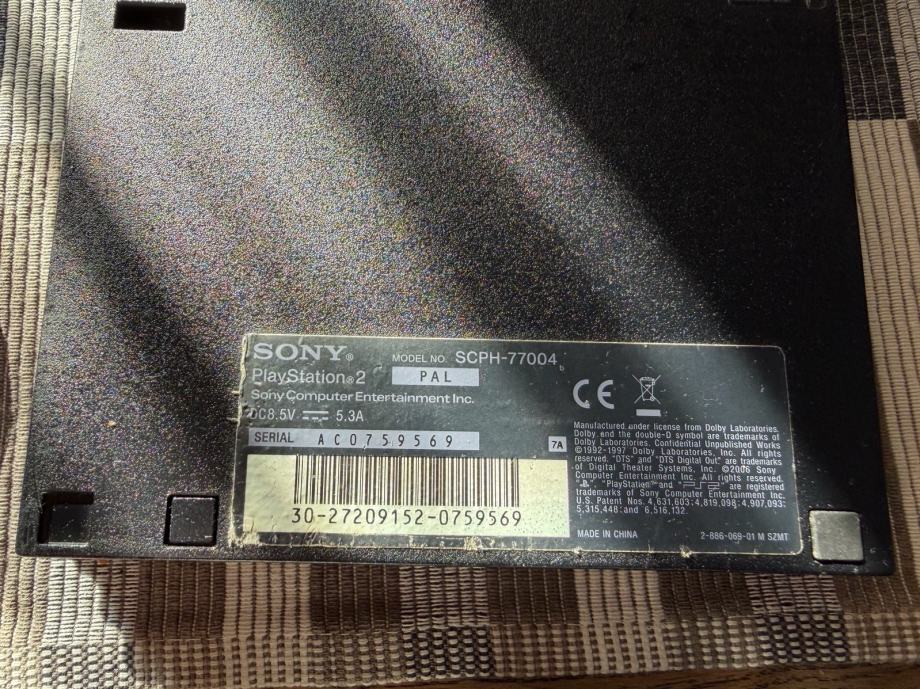 SONY®
MODEL NO. SCPH-77004
PlayStation®2
PAL
Sony Computer Entertainment Inc.
DC8.5V 5.3A
SERIAL AC0759569
7A
30-27209152-0759569
CE
Manufactured under license from Dolby Laboratories.
Dolby and the double-D symbol are trademarks of
Dolby Laboratories. Confidential Unpublished Works
©1992-1997 Dolby Laboratories, Inc. All rights
reserved. "DTS" and "DTS Digital Out" are trademarks
of Digital Theater Systems, Inc. ©2006 Sony
Computer Entertainment Inc. All rights reserved.
"PlayStation" and "PS2" are registered
trademarks of Sony Computer Entertainment Inc.
U.S. Patent Nos. 4,631,603; 4,819,098; 4,907,093;
5,315,448; and 6,516,132
MADE IN CHINA
2-886-069-01 M SZMT